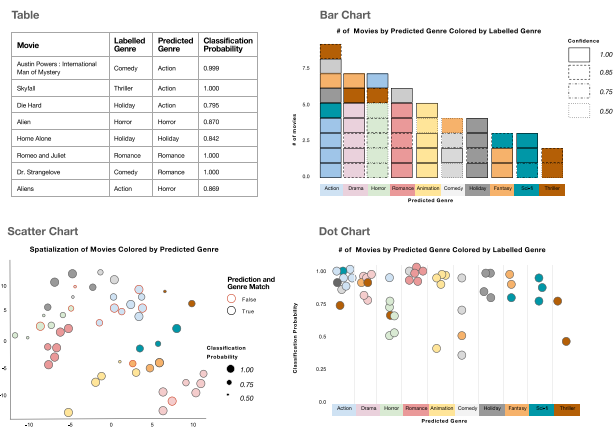 Table
Movie
Labelled Genre
Predicted Genre
Classification Probability
Austin Powers : International Man of Mystery
Comedy
Action
0.999
Skyfall
Thriller
Action
1.000
Die Hard
Holiday
Action
0.795
Alien
Horror
Horror
0.870
Home Alone
Holiday
Holiday
0.842
Romeo and Juliet
Romance
Romance
1.000
Dr. Strangelove
Comedy
Romance
1.000
Aliens
Action
Horror
0.869
Bar Chart
# of Movies by Predicted Genre Colored by Labelled Genre
# of movies
7.5
5.0
2.5
0.0
Action Drama Horror Romance Animation Comedy Holiday Fantasy Sci-fi Thriller
Predicted Genre
Confidence
1.00
0.85
0.75
0.50
Scatter Chart
Spatialization of Movies Colored by Predicted Genre
10
5
0
-5
-10
-10 -5 0 5 10
Prediction and
Genre Match
False
True
Classification
Probability
1.00
0.75
0.50
Dot Chart
# of Movies by Predicted Genre Colored by Labelled Genre
Classification Probability
1.00
0.75
0.50
0.25
0.0
Action Drama Horror Romance Animation Comedy Holiday Fantasy Sci-fi Thriller
Predicted Genre